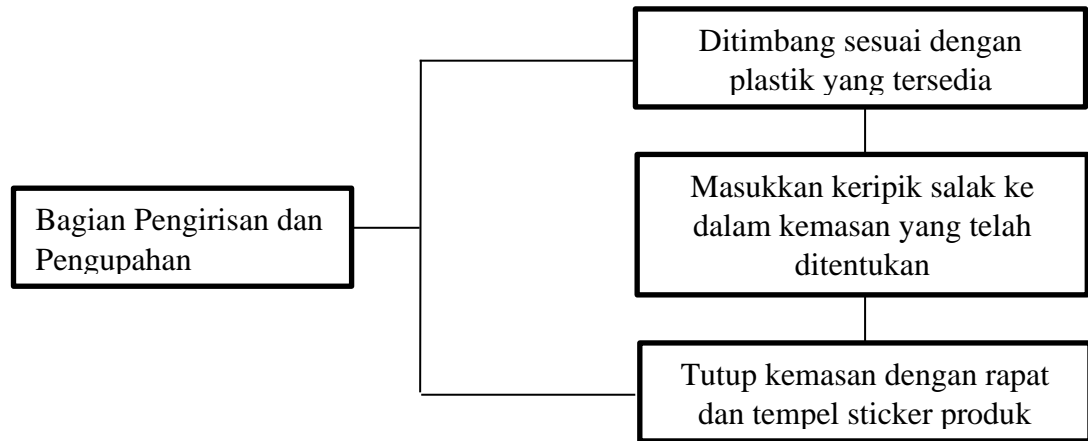 Ditimbang sesuai dengan
plastik yang tersedia
Bagian Pengirisan dan
Pengupahan
Masukkan keripik salak ke
dalam kemasan yang telah
ditentukan
Tutup kemasan dengan rapat
dan tempel sticker produk